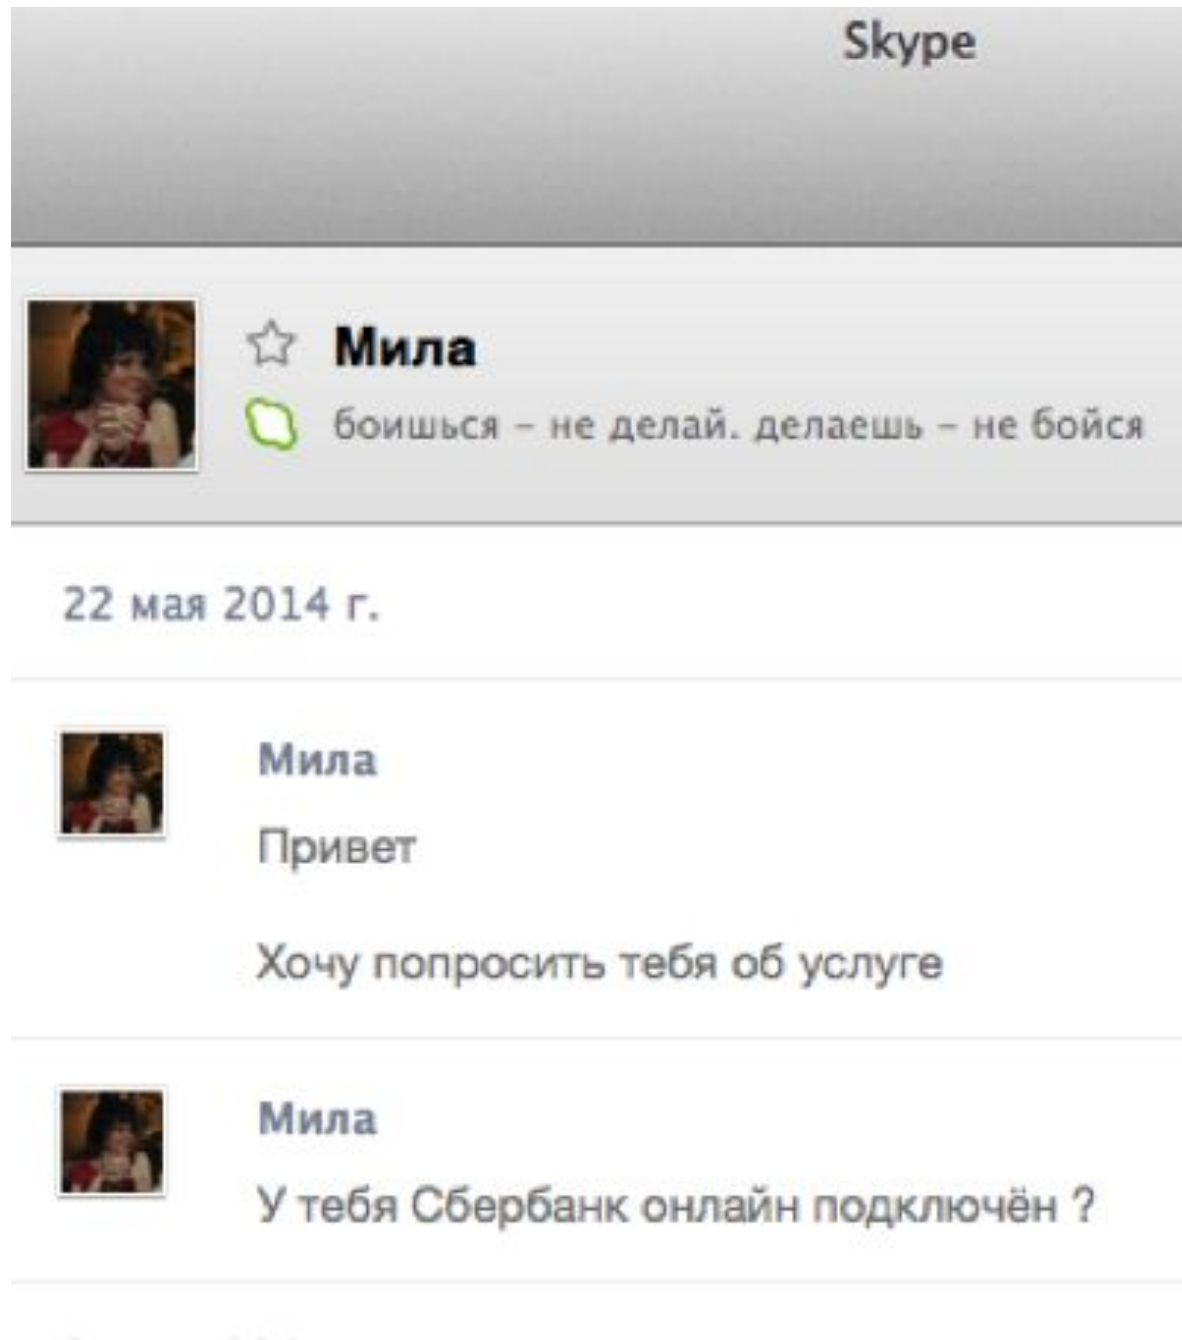 Skype
Мила
боишься – не делай. делаешь – не бойся
22 мая 2014 г.
Мила
Привет
Хочу попросить тебя об услуге
Мила
У тебя Сбербанк онлайн подключён ?